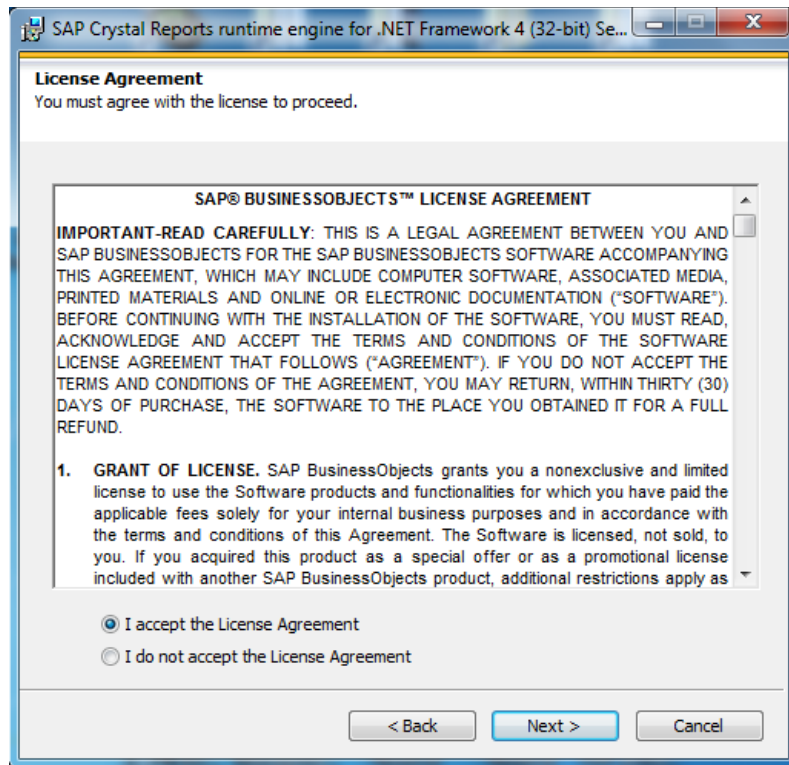 SAP Crystal Reports runtime engine for .NET Framework 4 (32-bit) Se...
License Agreement
You must agree with the license to proceed.
SAP® BUSINESSOBJECTS™ LICENSE AGREEMENT
IMPORTANT-READ CAREFULLY: THIS IS A LEGAL AGREEMENT BETWEEN YOU AND
SAP BUSINESSOBJECTS FOR THE SAP BUSINESSOBJECTS SOFTWARE ACCOMPANYING
THIS AGREEMENT, WHICH MAY INCLUDE COMPUTER SOFTWARE, ASSOCIATED MEDIA,
PRINTED MATERIALS AND ONLINE OR ELECTRONIC DOCUMENTATION (“SOFTWARE”).
BEFORE CONTINUING WITH THE INSTALLATION OF THE SOFTWARE, YOU MUST READ,
ACKNOWLEDGE AND ACCEPT THE TERMS AND CONDITIONS OF THE SOFTWARE
LICENSE AGREEMENT THAT FOLLOWS (“AGREEMENT”). IF YOU DO NOT ACCEPT THE
TERMS AND CONDITIONS OF THE AGREEMENT, YOU MAY RETURN, WITHIN THIRTY (30)
DAYS OF PURCHASE, THE SOFTWARE TO THE PLACE YOU OBTAINED IT FOR A FULL
REFUND.
1. GRANT OF LICENSE. SAP BusinessObjects grants you a nonexclusive and limited
license to use the Software products and functionalities for which you have paid the
applicable fees solely for your internal business purposes and in accordance with
the terms and conditions of this Agreement. The Software is licensed, not sold, to
you. If you acquired this product as a special offer or as a promotional license
included with another SAP BusinessObjects product, additional restrictions apply as
I accept the License Agreement
I do not accept the License Agreement
< Back Next > Cancel